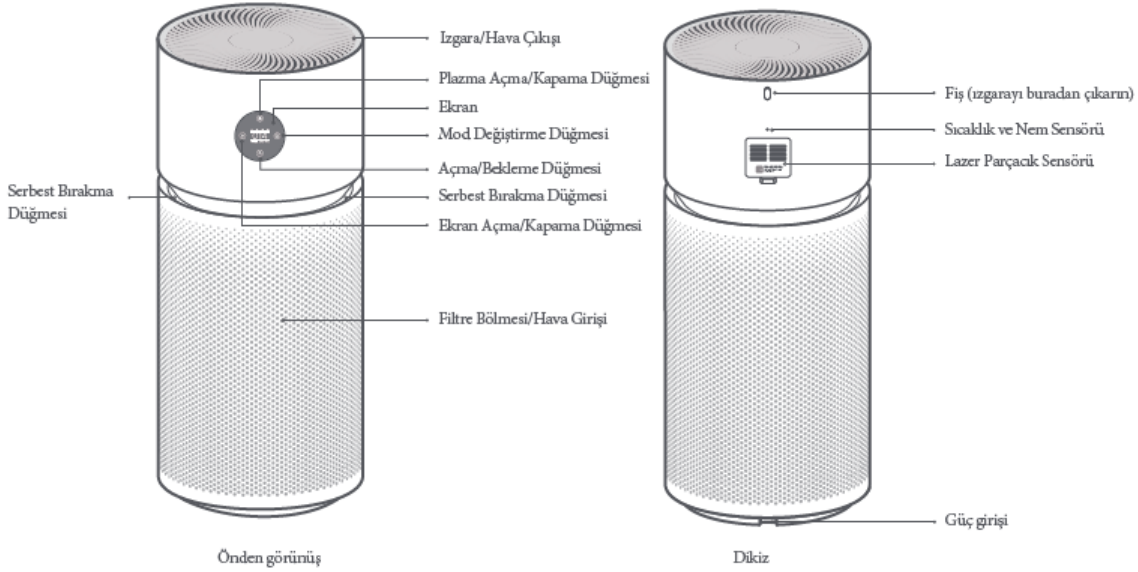 Izgara/Hava Çıkışı
Plazma Açma/Kapama Düğmesi
Ekran
Mod Değiştirme Düğmesi
Açma/Bekleme Düğmesi
Serbest Bırakma
Düğmesi
Serbest Bırakma Düğmesi
Ekran Açma/Kapama Düğmesi
Filtre Bölmesi/Hava Girişi
Önden görünüş
Fiş (ızgarayı buradan çıkarın)
Sıcaklık ve Nem Sensörü
Lazer Parçacık Sensörü
Güç girişi
Dikiz